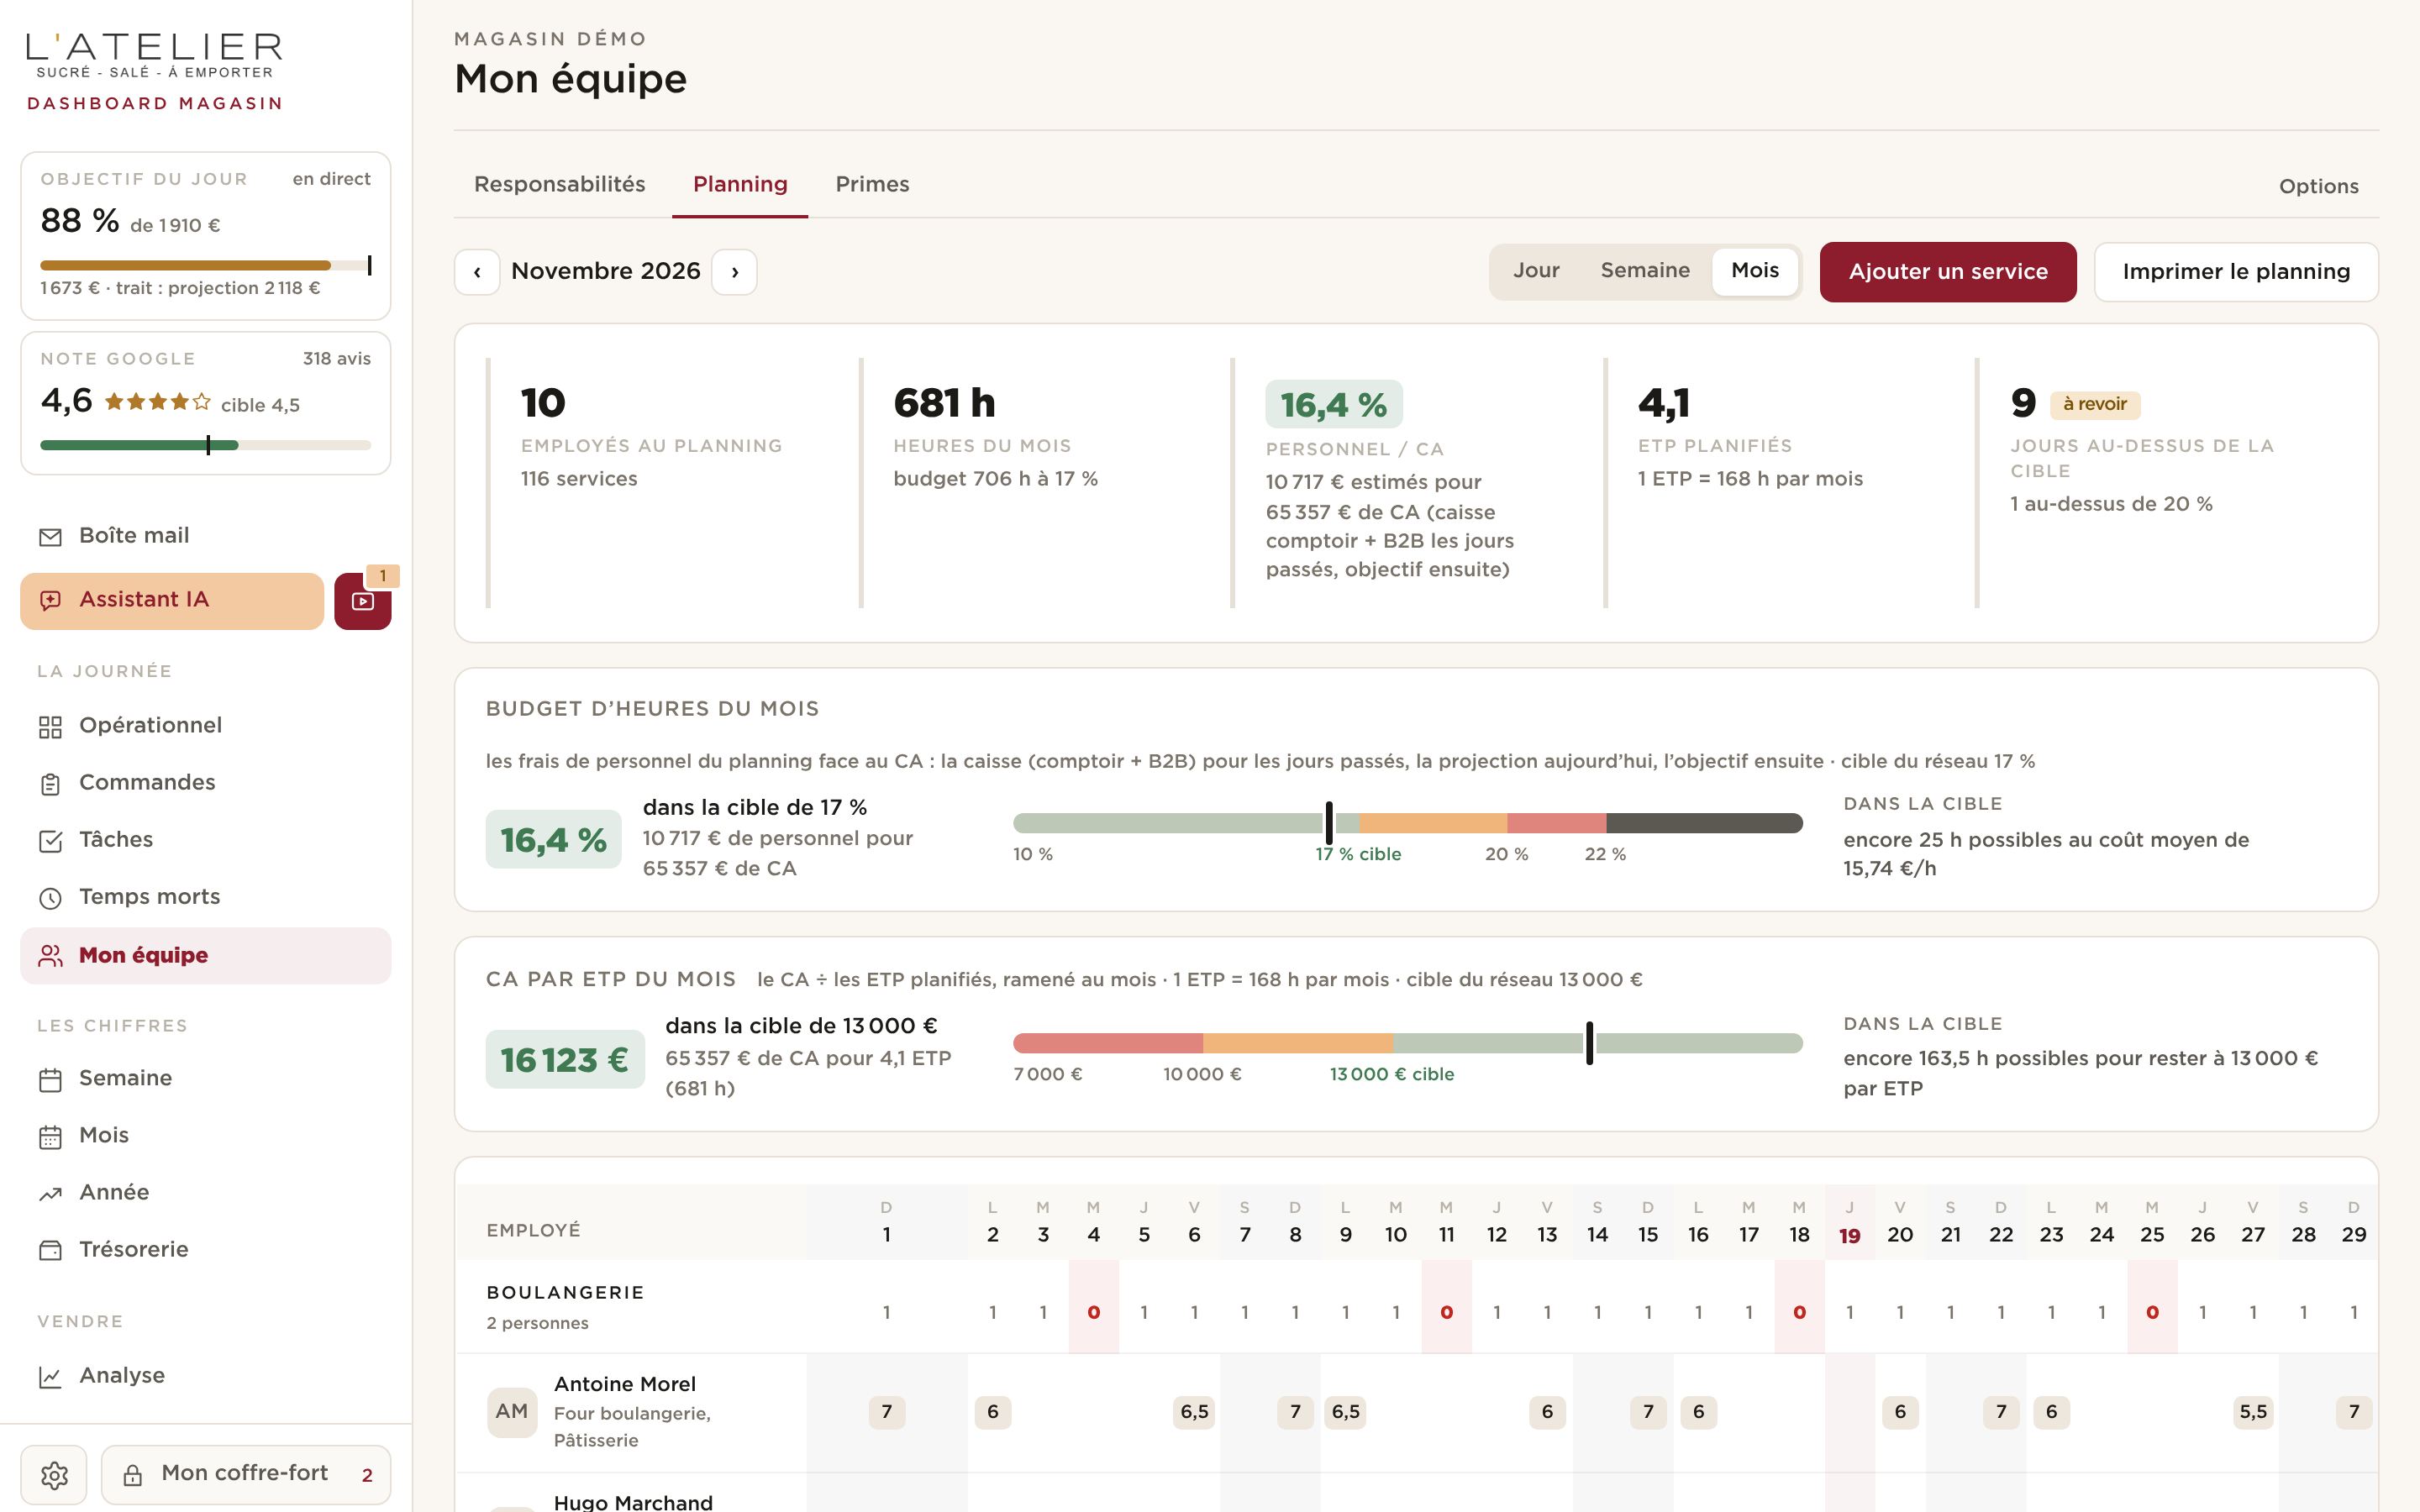 L'ATELIER
SUCRÉ - SALÉ - À EMPORTER
DASHBOARD MAGASIN
OBJECTIF DU JOUR en direct
88 % de 1 910 €
1 673 € · trait : projection 2 118 €
NOTE GOOGLE 318 avis
4,6 cible 4,5
Boîte mail
Assistant IA 1
LA JOURNÉE
Opérationnel
Commandes
Tâches
Temps morts
Mon équipe
LES CHIFFRES
Semaine
Mois
Année
Trésorerie
VENDRE
Analyse
Mon coffre-fort 2
MAGASIN DÉMO
Mon équipe
Responsabilités Planning Primes Options
‹ Novembre 2026 › Jour Semaine Mois Ajouter un service Imprimer le planning
10
EMPLOYÉS AU PLANNING
116 services
681 h
HEURES DU MOIS
budget 706 h à 17 %
16,4 %
PERSONNEL / CA
10 717 € estimés pour
65 357 € de CA (caisse
comptoir + B2B les jours
passés, objectif ensuite)
4,1
ETP PLANIFIÉS
1 ETP = 168 h par mois
9 à revoir
JOURS AU-DESSUS DE LA
CIBLE
1 au-dessus de 20 %
BUDGET D’HEURES DU MOIS
les frais de personnel du planning face au CA : la caisse (comptoir + B2B) pour les jours passés, la projection aujourd’hui, l’objectif ensuite · cible du réseau 17 %
16,4 %
dans la cible de 17 %
10 717 € de personnel pour
65 357 € de CA
10 % 17 % cible 20 % 22 %
DANS LA CIBLE
encore 25 h possibles au coût moyen de
15,74 €/h
CA PAR ETP DU MOIS le CA ÷ les ETP planifiés, ramené au mois · 1 ETP = 168 h par mois · cible du réseau 13 000 €
16 123 €
dans la cible de 13 000 €
65 357 € de CA pour 4,1 ETP
(681 h)
7 000 € 10 000 € 13 000 € cible
DANS LA CIBLE
encore 163,5 h possibles pour rester à 13 000 €
par ETP
D L M M J V S D L M M J V S D L M M J V S D L M M J V S D
EMPLOYÉ 1 2 3 4 5 6 7 8 9 10 11 12 13 14 15 16 17 18 19 20 21 22 23 24 25 26 27 28 29
BOULANGERIE
2 personnes
1 1 1 0 1 1 1 1 1 1 0 1 1 1 1 1 1 0 1 1 1 1 1 1 0 1 1 1 1
AM
Antoine Morel
Four boulangerie,
Pâtisserie
7 6 6,5 7 6,5 6 7 6 6 7 6 5,5 7
Hugo Marchand